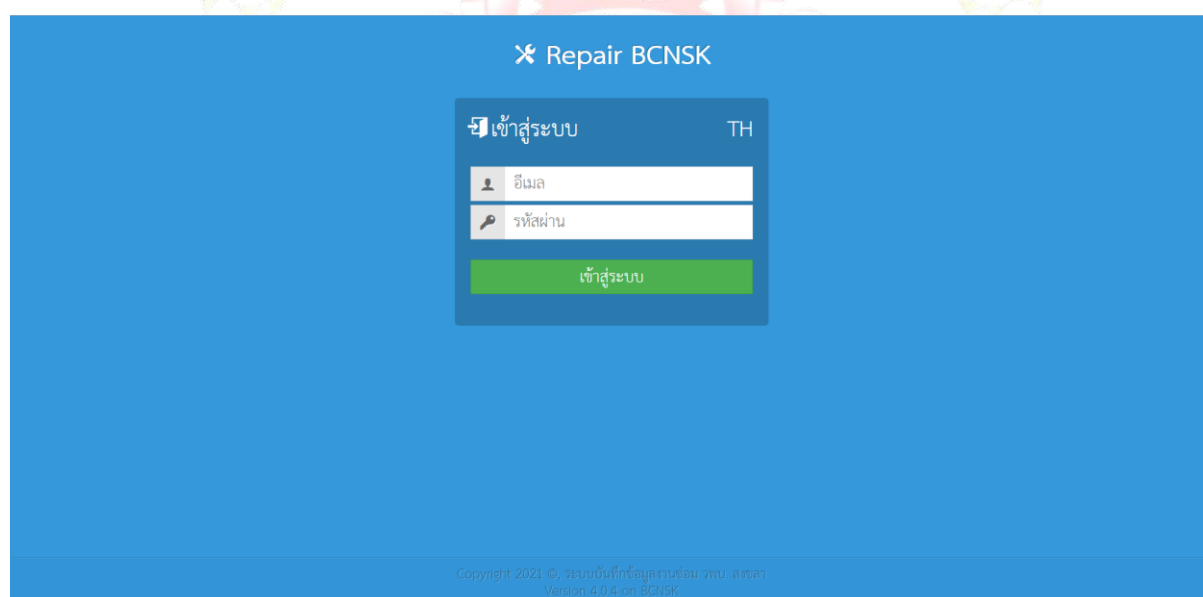 Repair BCNSK
เข้าสู่ระบบ TH
อีเมล
รหัสผ่าน
เข้าสู่ระบบ
Copyright 2021 ©, ระบบบันทึกข้อมูลงานซ่อม วพบ. สงขลา
Version 4.0.4 on BCNSK